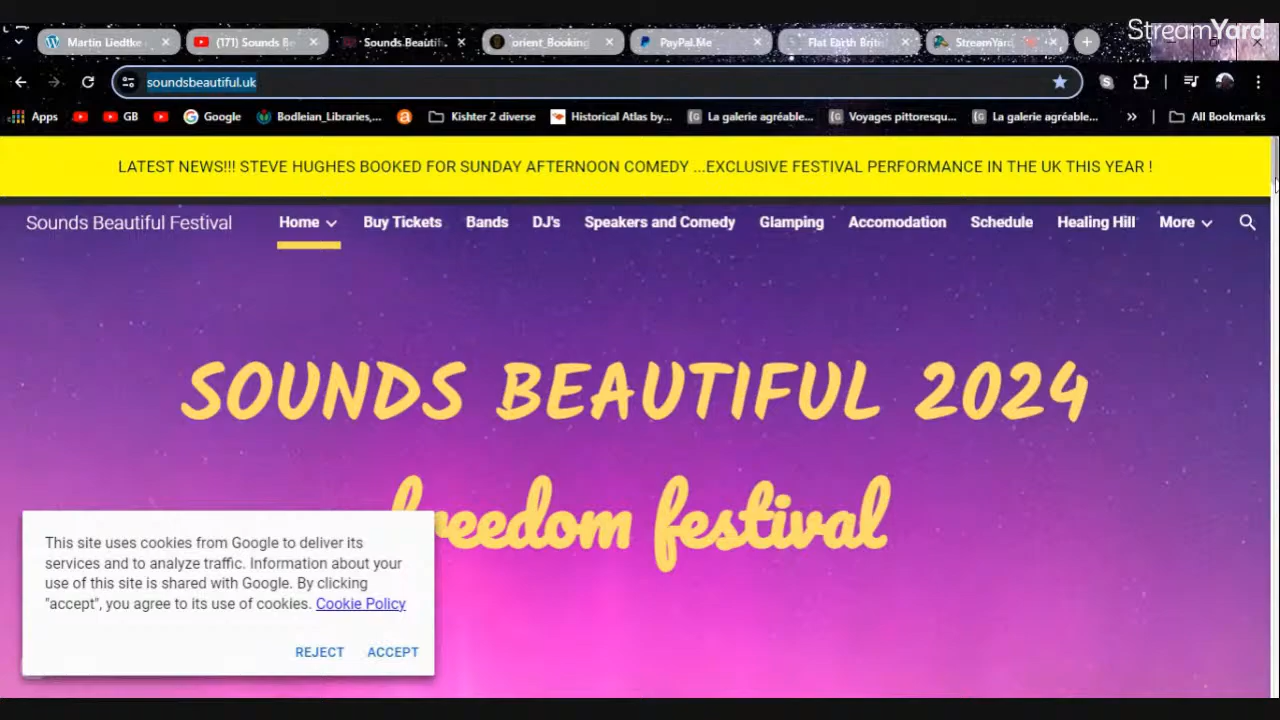 StreamYard
Martin Liedtke
(171) Sounds Be
Sounds Beautif
orient_Booking
PayPal.Me
Flat Earth Briti
StreamYard
soundsbeautiful.uk
Apps
GB
Google
Bodleian_Libraries,...
Kishter 2 diverse
Historical Atlas by...
La galerie agréable...
Voyages pittoresqu...
La galerie agréable...
All Bookmarks
LATEST NEWS!!! STEVE HUGHES BOOKED FOR SUNDAY AFTERNOON COMEDY ...EXCLUSIVE FESTIVAL PERFORMANCE IN THE UK THIS YEAR !
Sounds Beautiful Festival
Home
Buy Tickets
Bands
DJ's
Speakers and Comedy
Glamping
Accomodation
Schedule
Healing Hill
More
SOUNDS BEAUTIFUL 2024
freedom festival
This site uses cookies from Google to deliver its
services and to analyze traffic. Information about your
use of this site is shared with Google. By clicking
"accept", you agree to its use of cookies. Cookie Policy
REJECT
ACCEPT